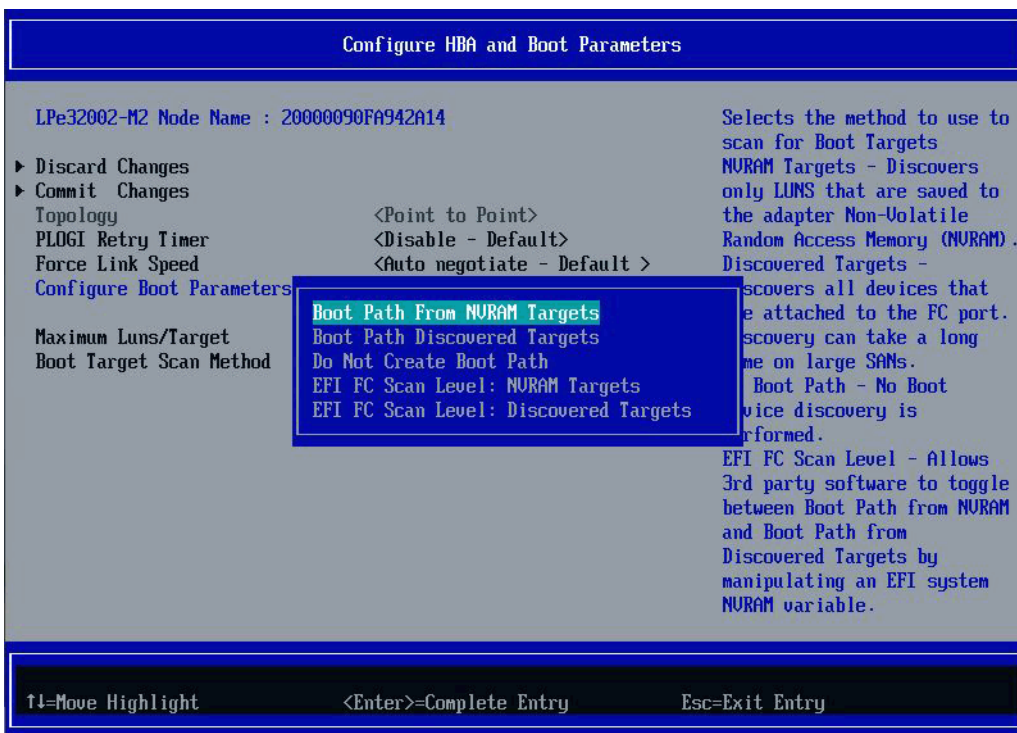 Configure HBA and Boot Parameters
LPe32002-M2 Node Name : 20000090FA942A14
Discard Changes
Commit Changes
Topology <Point to Point>
PLOGI Retry Timer <Disable - Default>
Force Link Speed <Auto negotiate - Default >
Configure Boot Parameters
Maximum Luns/Target
Boot Target Scan Method
Boot Path From NVRAM Targets
Boot Path Discovered Targets
Do Not Create Boot Path
EFI FC Scan Level: NVRAM Targets
EFI FC Scan Level: Discovered Targets
Selects the method to use to
scan for Boot Targets
NVRAM Targets - Discovers
only LUNS that are saved to
the adapter Non-Volatile
Random Access Memory (NVRAM).
Discovered Targets -
scovers all devices that
e attached to the FC port.
scovery can take a long
me on large SANs.
Boot Path - No Boot
vice discovery is
rformed.
EFI FC Scan Level - Allows
3rd party software to toggle
between Boot Path from NVRAM
and Boot Path from
Discovered Targets by
manipulating an EFI system
NVRAM variable.
↑↓=Move Highlight <Enter>=Complete Entry Esc=Exit Entry